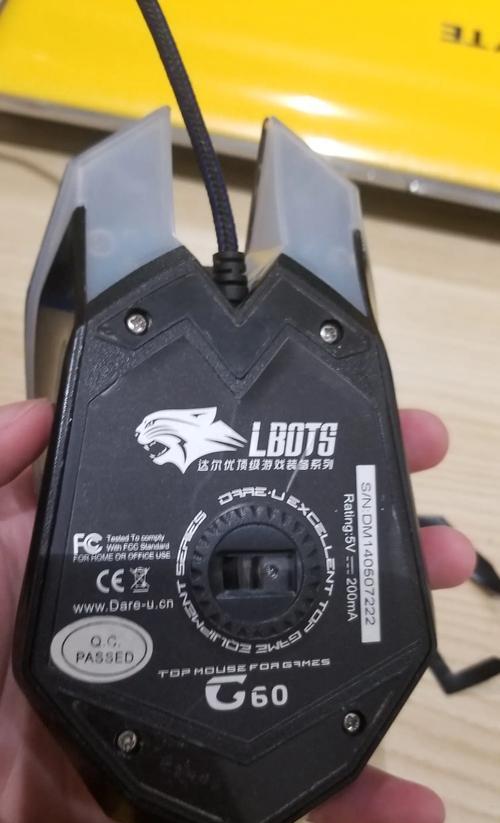 LBOTS
达尔优顶级游戏装备系列
DARE-U EXCELLENT TOP GAME EQUIPMENT SERIES
S/N:DM140507222
Rating:5V ⎓ 200mA
FC Tested To comply
With FCC Standard
FOR HOME OR OFFICE USE
CE
www.Dare-u.cn
Q.C.
PASSED
TOP MOUSE FOR GAMES
G60